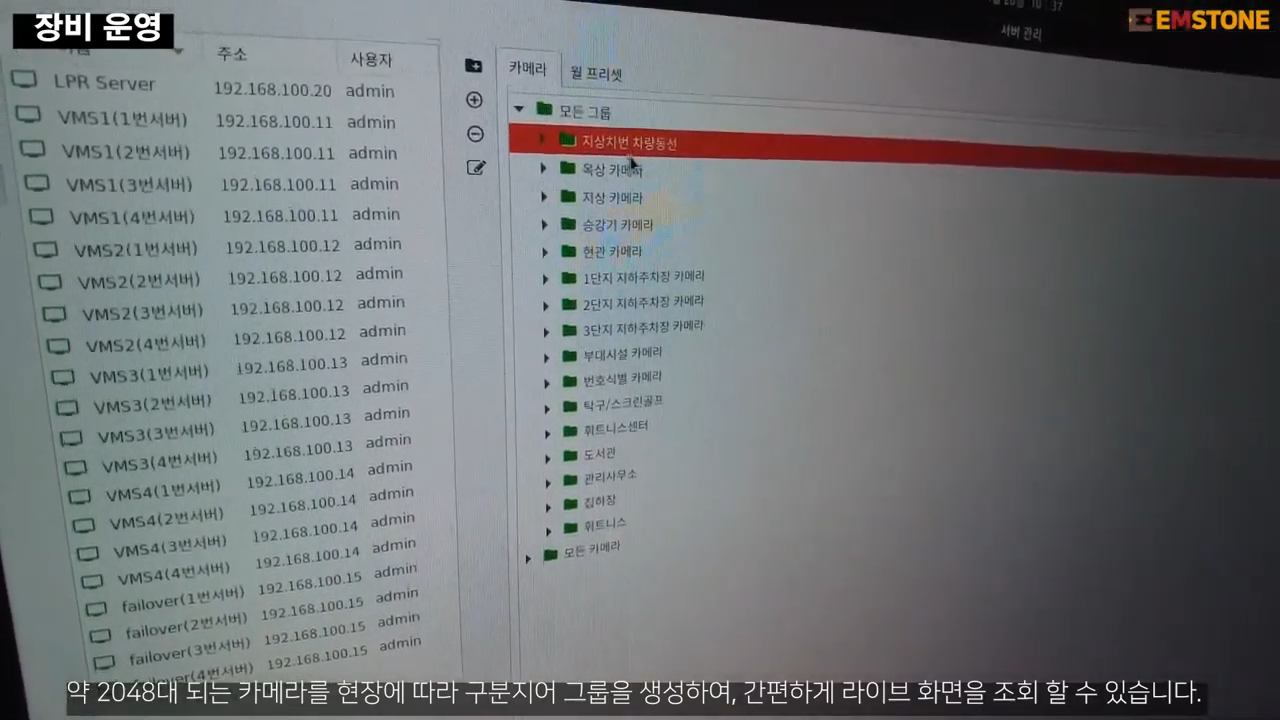 장비 운영
EMSTONE
10:37
서버 관리
주소 사용자
LPR Server 192.168.100.20 admin
VMS1(1번서버) 192.168.100.11 admin
VMS1(2번서버) 192.168.100.11 admin
VMS1(3번서버) 192.168.100.11 admin
VMS1(4번서버) 192.168.100.11 admin
VMS2(1번서버) 192.168.100.12 admin
VMS2(2번서버) 192.168.100.12 admin
VMS2(3번서버) 192.168.100.12 admin
VMS2(4번서버) 192.168.100.12 admin
VMS3(1번서버) 192.168.100.13 admin
VMS3(2번서버) 192.168.100.13 admin
VMS3(3번서버) 192.168.100.13 admin
VMS3(4번서버) 192.168.100.13 admin
VMS4(1번서버) 192.168.100.14 admin
VMS4(2번서버) 192.168.100.14 admin
VMS4(3번서버) 192.168.100.14 admin
VMS4(4번서버) 192.168.100.14 admin
failover(1번서버) 192.168.100.15 admin
failover(2번서버) 192.168.100.15 admin
failover(3번서버) 192.168.100.15 admin
failover(4번서버) 192.168.100.15 admin
카메라 월 프리셋
모든 그룹
지상치번 차량동선
옥상 카메라
지상 카메라
승강기 카메라
현관 카메라
1단지 지하주차장 카메라
2단지 지하주차장 카메라
3단지 지하주차장 카메라
부대시설 카메라
번호식별 카메라
탁구/스크린골프
휘트니스센터
도서관
관리사무소
집하장
휘트니스
모든 카메라
약 2048대 되는 카메라를 현장에 따라 구분지어 그룹을 생성하여, 간편하게 라이브 화면을 조회 할 수 있습니다.